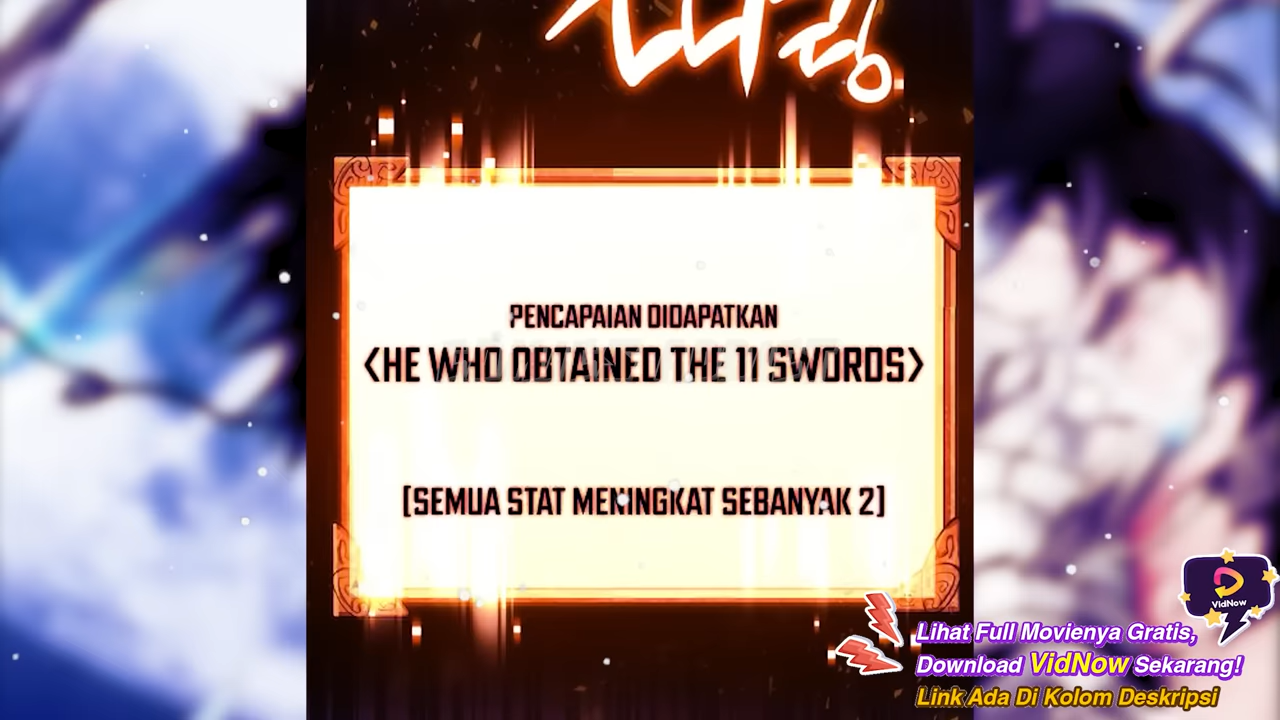 PENCAPAIAN DIDAPATKAN
<HE WHO OBTAINED THE 11 SWORDS>
[SEMUA STAT MENINGKAT SEBANYAK 2]
VidNow
Lihat Full Movienya Gratis,
Download VidNow Sekarang!
Link Ada Di Kolom Deskripsi